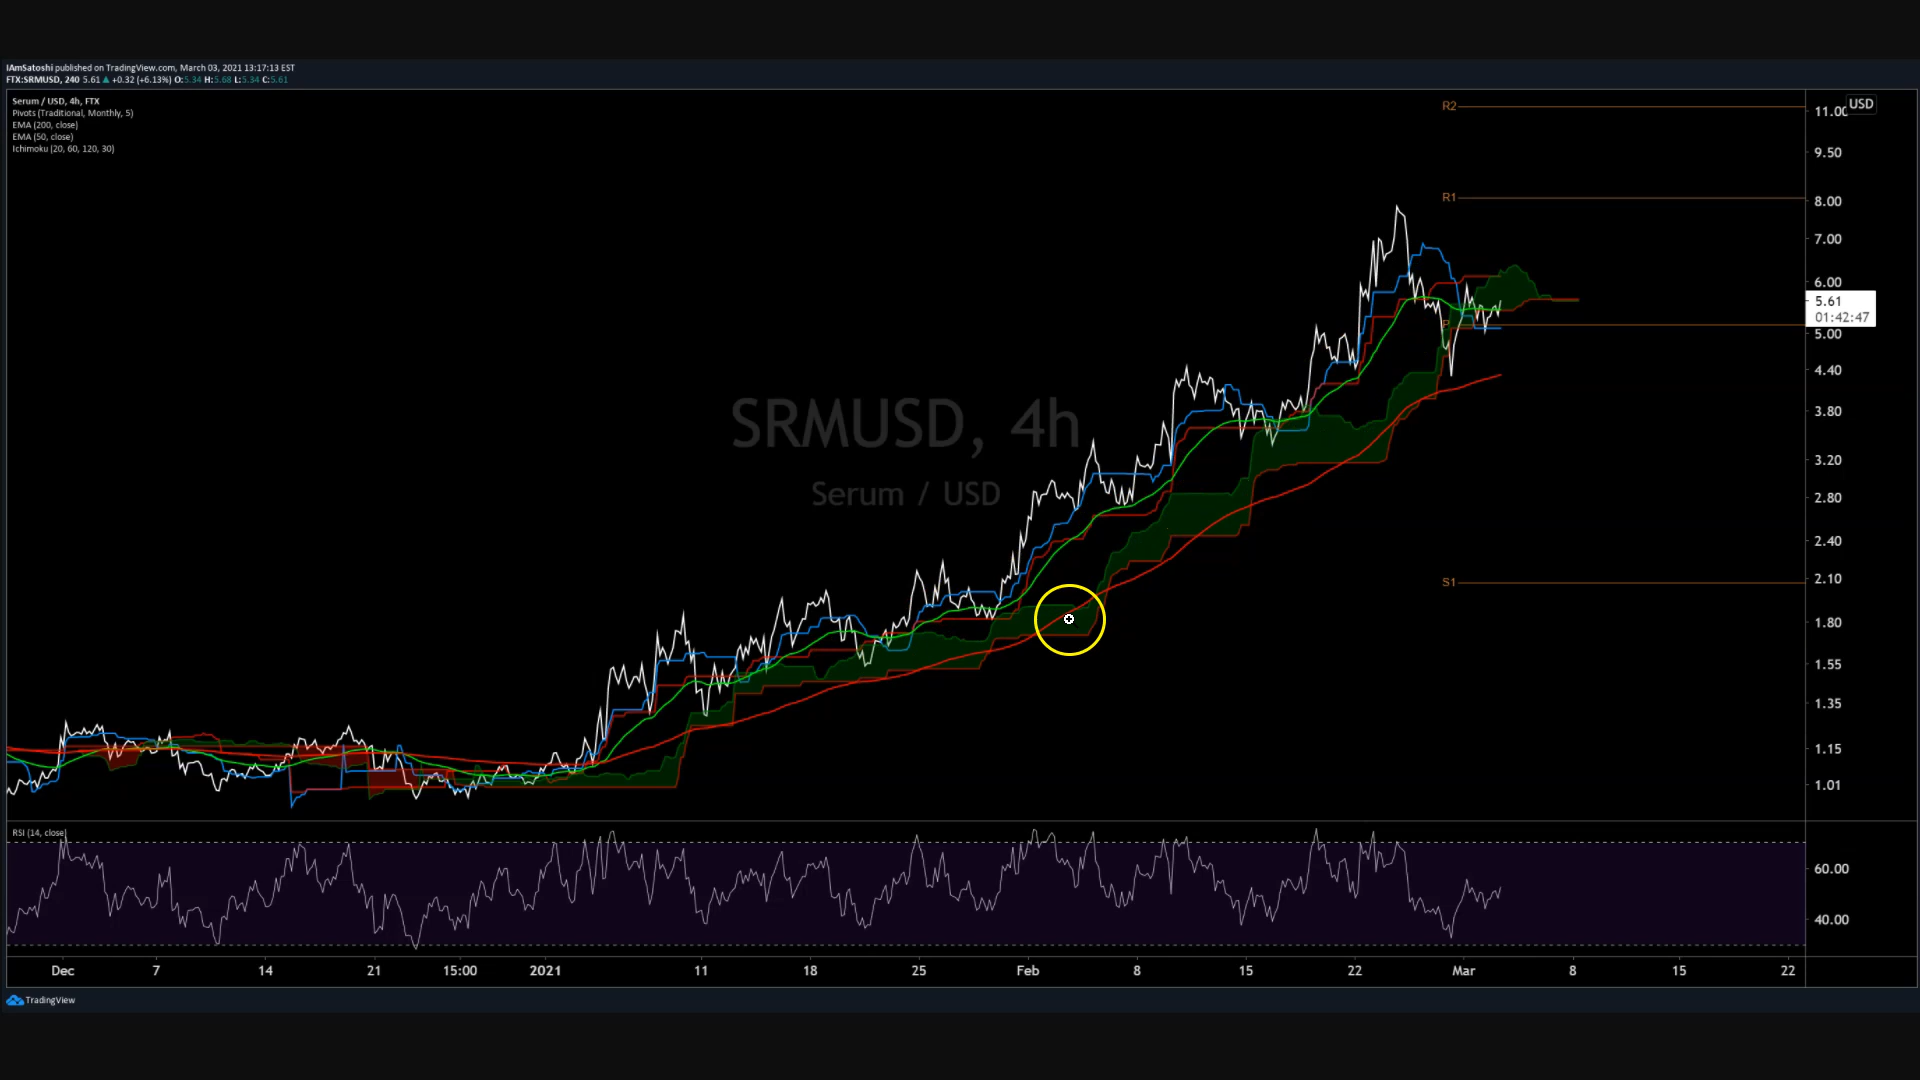 IAmSatoshi published on TradingView.com, March 03, 2021 13:17:13 EST
FTX:SRMUSD, 240 5.61 ▲ +0.32 (+6.13%) O:5.34 H:5.68 L:5.34 C:5.61
Serum / USD, 4h, FTX
Pivots (Traditional, Monthly, 5)
EMA (200, close)
EMA (50, close)
Ichimoku (20, 60, 120, 30)
SRMUSD, 4h
Serum / USD
R2
R1
P
S1
USD
11.00
9.50
8.00
7.00
6.00
5.61
01:42:47
5.00
4.40
3.80
3.20
2.80
2.40
2.10
1.80
1.55
1.35
1.15
1.01
RSI (14, close)
60.00
40.00
Dec 7 14 21 15:00 2021 11 18 25 Feb 8 15 22 Mar 8 15 22
TradingView